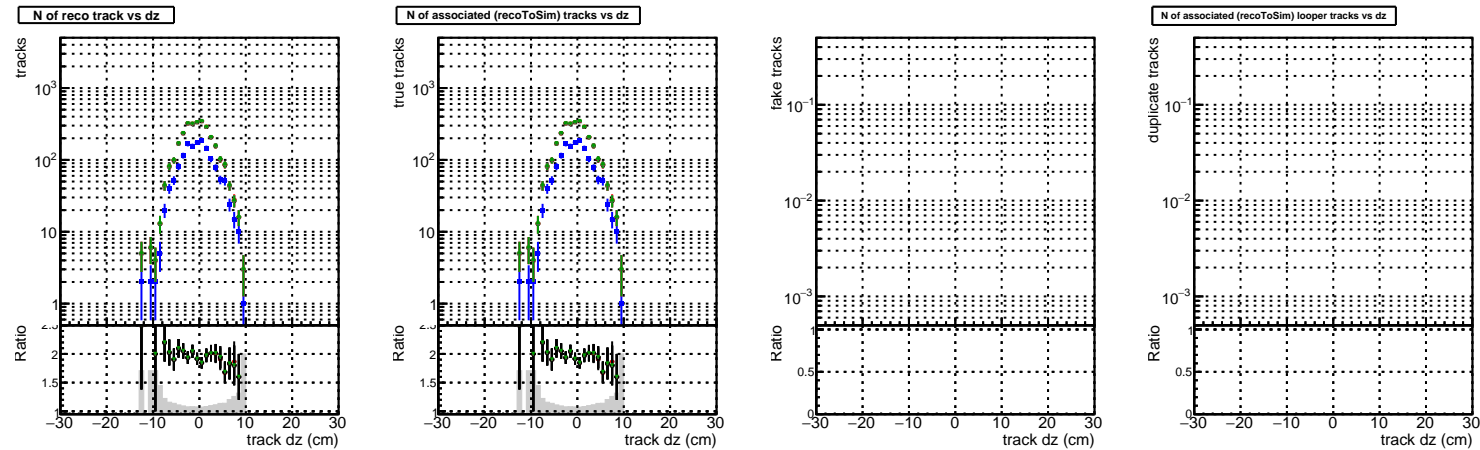 N of reco track vs dz
tracks
10³
10²
10
1
Ratio
2.5
2
1.5
1
−30 −20 −10 0 10 20 30
track dz (cm)
N of associated (recoToSim) tracks vs dz
true tracks
10³
10²
10
1
Ratio
2.5
2
1.5
1
−30 −20 −10 0 10 20 30
track dz (cm)
fake tracks
10⁻¹
10⁻²
10⁻³
Ratio
1
0.5
0
−30 −20 −10 0 10 20 30
track dz (cm)
N of associated (recoToSim) looper tracks vs dz
duplicate tracks
10⁻¹
10⁻²
10⁻³
Ratio
1
0.5
0
−30 −20 −10 0 10 20 30
track dz (cm)